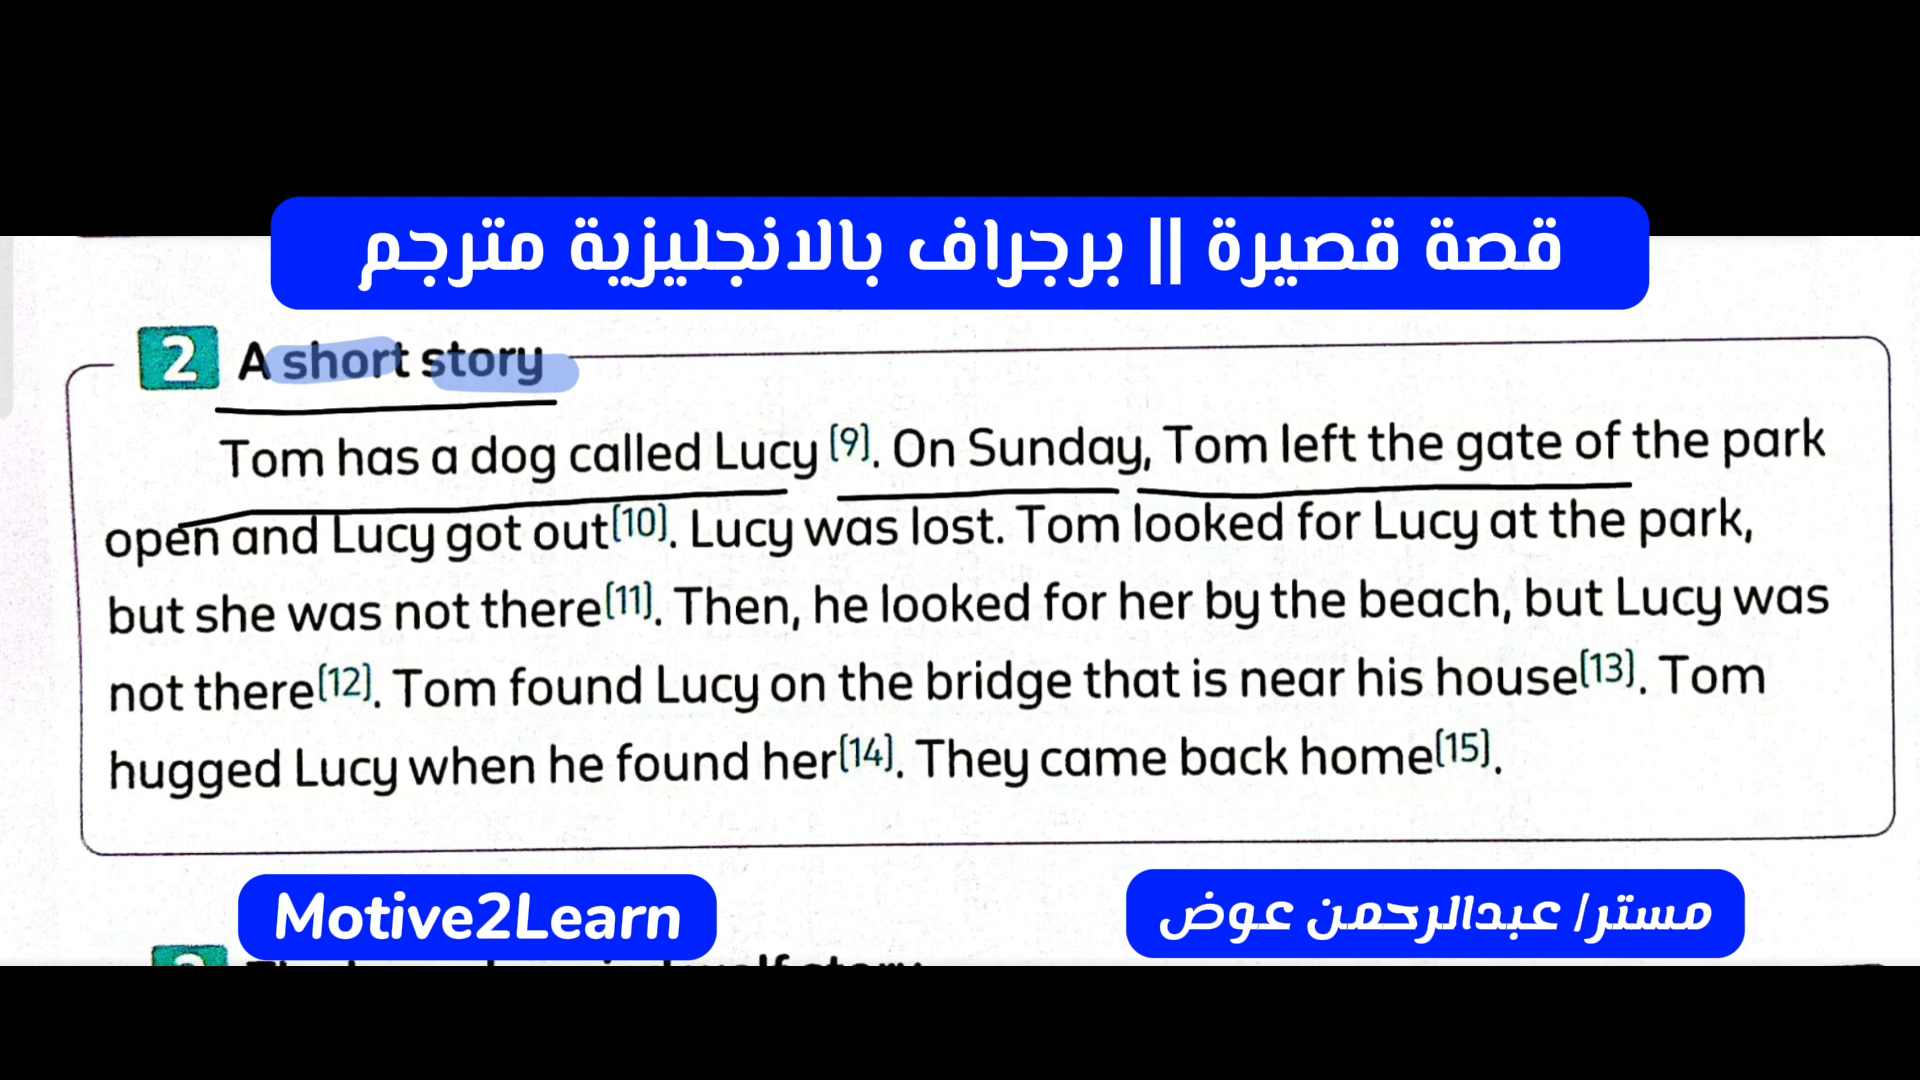 قصة قصيرة || برجراف بالانجليزية مترجم
2 A short story
Tom has a dog called Lucy [9]. On Sunday, Tom left the gate of the park
open and Lucy got out[10]. Lucy was lost. Tom looked for Lucy at the park,
but she was not there[11]. Then, he looked for her by the beach, but Lucy was
not there[12]. Tom found Lucy on the bridge that is near his house[13]. Tom
hugged Lucy when he found her[14]. They came back home[15].
Motive2Learn
مستر/ عبدالرحمن عوض
story